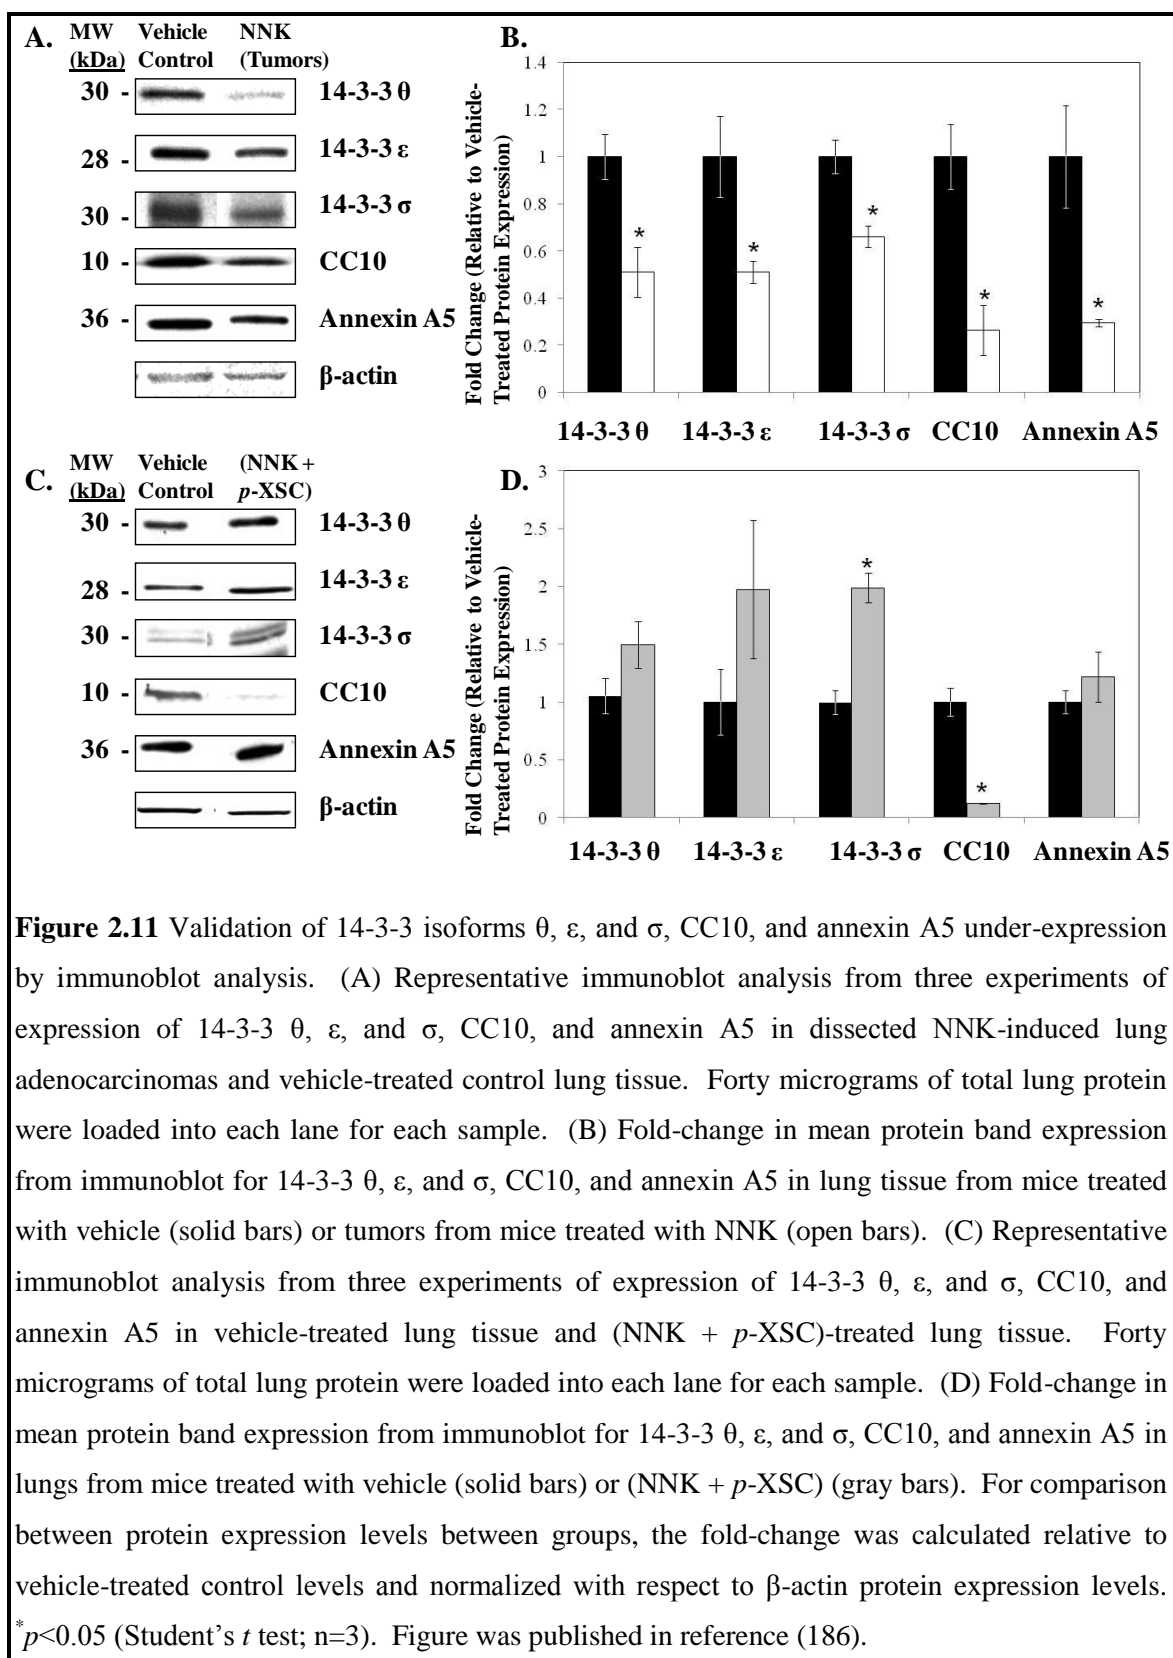 A. MW Vehicle NNK
(kDa) Control (Tumors)
30 - 14-3-3 θ
28 - 14-3-3 ε
30 - 14-3-3 σ
10 - CC10
36 - Annexin A5
β-actin
B.
Fold Change (Relative to Vehicle-
Treated Protein Expression)
1.4
1.2
1
0.8
0.6
0.4
0.2
0
* * * * *
14-3-3 θ 14-3-3 ε 14-3-3 σ CC10 Annexin A5
C. MW Vehicle (NNK +
(kDa) Control p-XSC)
30 - 14-3-3 θ
28 - 14-3-3 ε
30 - 14-3-3 σ
10 - CC10
36 - Annexin A5
β-actin
D.
Fold Change (Relative to Vehicle-
Treated Protein Expression)
3
2.5
2
1.5
1
0.5
0
* *
14-3-3 θ 14-3-3 ε 14-3-3 σ CC10 Annexin A5
Figure 2.11 Validation of 14-3-3 isoforms θ, ε, and σ, CC10, and annexin A5 under-expression
by immunoblot analysis. (A) Representative immunoblot analysis from three experiments of
expression of 14-3-3 θ, ε, and σ, CC10, and annexin A5 in dissected NNK-induced lung
adenocarcinomas and vehicle-treated control lung tissue. Forty micrograms of total lung protein
were loaded into each lane for each sample. (B) Fold-change in mean protein band expression
from immunoblot for 14-3-3 θ, ε, and σ, CC10, and annexin A5 in lung tissue from mice treated
with vehicle (solid bars) or tumors from mice treated with NNK (open bars). (C) Representative
immunoblot analysis from three experiments of expression of 14-3-3 θ, ε, and σ, CC10, and
annexin A5 in vehicle-treated lung tissue and (NNK + p-XSC)-treated lung tissue. Forty
micrograms of total lung protein were loaded into each lane for each sample. (D) Fold-change in
mean protein band expression from immunoblot for 14-3-3 θ, ε, and σ, CC10, and annexin A5 in
lungs from mice treated with vehicle (solid bars) or (NNK + p-XSC) (gray bars). For comparison
between protein expression levels between groups, the fold-change was calculated relative to
vehicle-treated control levels and normalized with respect to β-actin protein expression levels.
*p<0.05 (Student’s t test; n=3). Figure was published in reference (186).